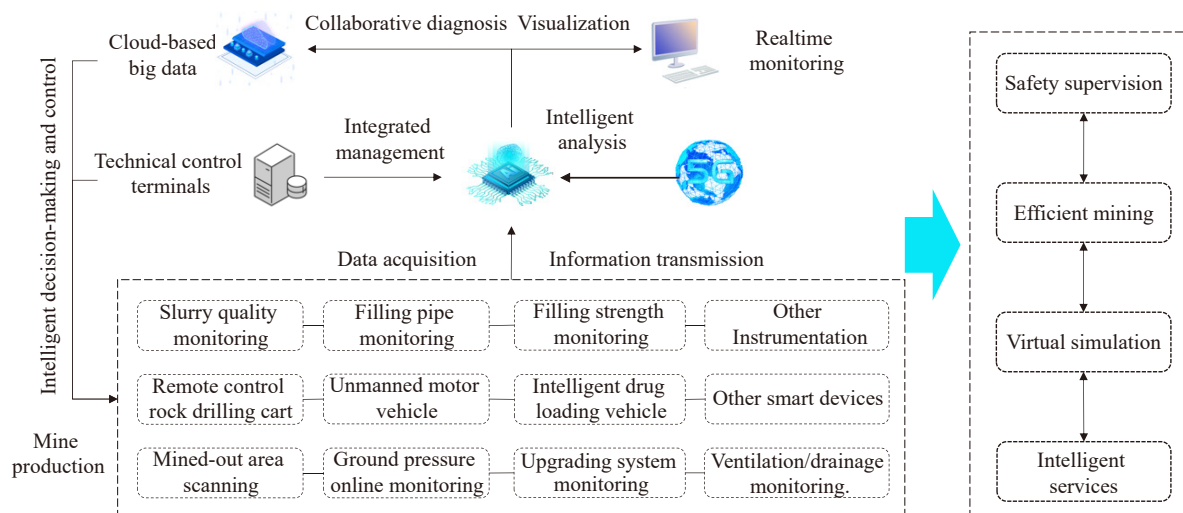 Cloud-based
big data
Collaborative diagnosis
Visualization
Realtime
monitoring
Technical control
terminals
Integrated
management
AI
Intelligent
analysis
5G
Intelligent decision-making and control
Data acquisition
Information transmission
Mine
production
Slurry quality
monitoring
Filling pipe
monitoring
Filling strength
monitoring
Other
Instrumentation
Remote control
rock drilling cart
Unmanned motor
vehicle
Intelligent drug
loading vehicle
Other smart devices
Mined-out area
scanning
Ground pressure
online monitoring
Upgrading system
monitoring
Ventilation/drainage
monitoring.
Safety supervision
Efficient mining
Virtual simulation
Intelligent
services